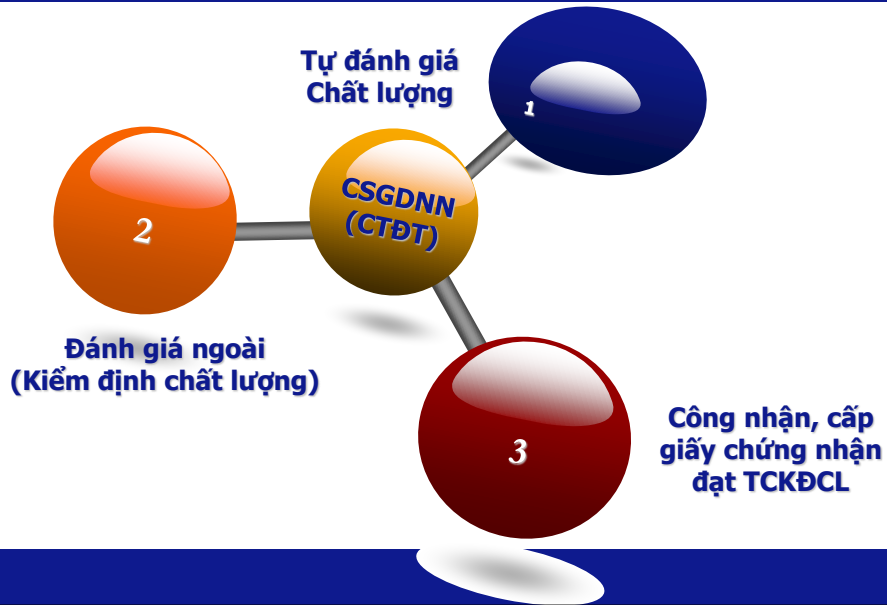 Tự đánh giá
Chất lượng
1
CSGDNN
(CTĐT)
2
Đánh giá ngoài
(Kiểm định chất lượng)
3
Công nhận, cấp
giấy chứng nhận
đạt TCKĐCL